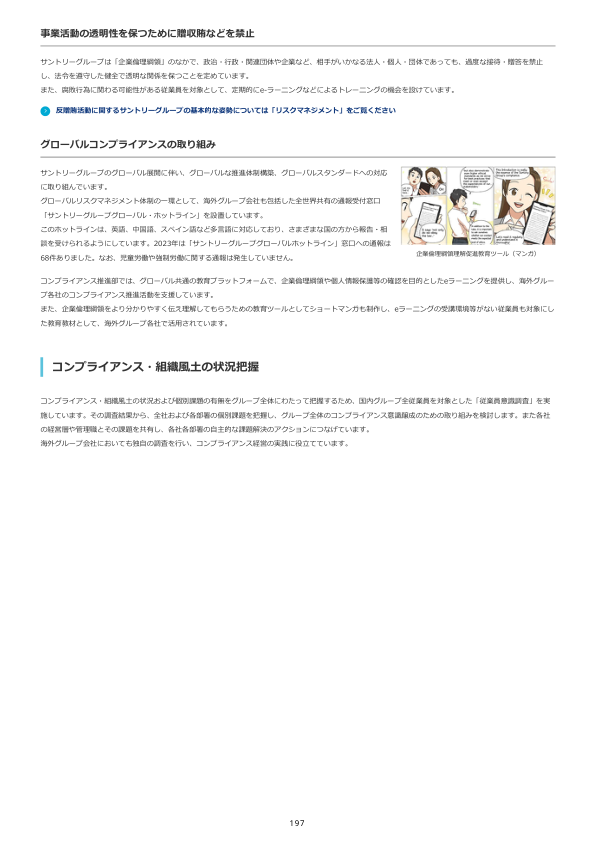 事業活動の透明性を保つために贈収賄などを禁止
サントリーグループは「企業倫理綱領」のなかで、政治・行政・関連団体や企業など、相手がいかなる法人・個人・団体であっても、過度な接待・贈答を禁止
し、法令を遵守した健全で透明な関係を保つことを定めています。
また、腐敗行為に関わる可能性がある従業員を対象として、定期的にe-ラーニングなどによるトレーニングの機会を設けています。
反贈賄活動に関するサントリーグループの基本的な姿勢については「リスクマネジメント」をご覧ください
グローバルコンプライアンスの取り組み
サントリーグループのグローバル展開に伴い、グローバルな推進体制構築、グローバルスタンダードへの対応
に取り組んでいます。
グローバルリスクマネジメント体制の一環として、海外グループ会社も包括した全世界共有の通報受付窓口
「サントリーグループグローバル・ホットライン」を設置しています。
このホットラインは、英語、中国語、スペイン語など多言語に対応しており、さまざまな国の方から報告・相
談を受けられるようにしています。2023年は「サントリーグループグローバルホットライン」窓口への通報は
68件ありました。なお、児童労働や強制労働に関する通報は発生していません。
企業倫理綱領理解促進教育ツール（マンガ）
コンプライアンス推進部では、グローバル共通の教育プラットフォームで、企業倫理綱領や個人情報保護等の確認を目的としたeラーニングを提供し、海外グルー
プ各社のコンプライアンス推進活動を支援しています。
また、企業倫理綱領をより分かりやすく伝え理解してもらうための教育ツールとしてショートマンガも制作し、eラーニングの受講環境等がない従業員も対象にし
た教育教材として、海外グループ各社で活用されています。
コンプライアンス・組織風土の状況把握
コンプライアンス・組織風土の状況および個別課題の有無をグループ全体にわたって把握するため、国内グループ全従業員を対象とした「従業員意識調査」を実
施しています。その調査結果から、全社および各部署の個別課題を把握し、グループ全体のコンプライアンス意識醸成のための取り組みを検討します。また各社
の経営層や管理職とその課題を共有し、各社各部署の自主的な課題解決のアクションにつなげています。
海外グループ会社においても独自の調査を行い、コンプライアンス経営の実践に役立てています。
197